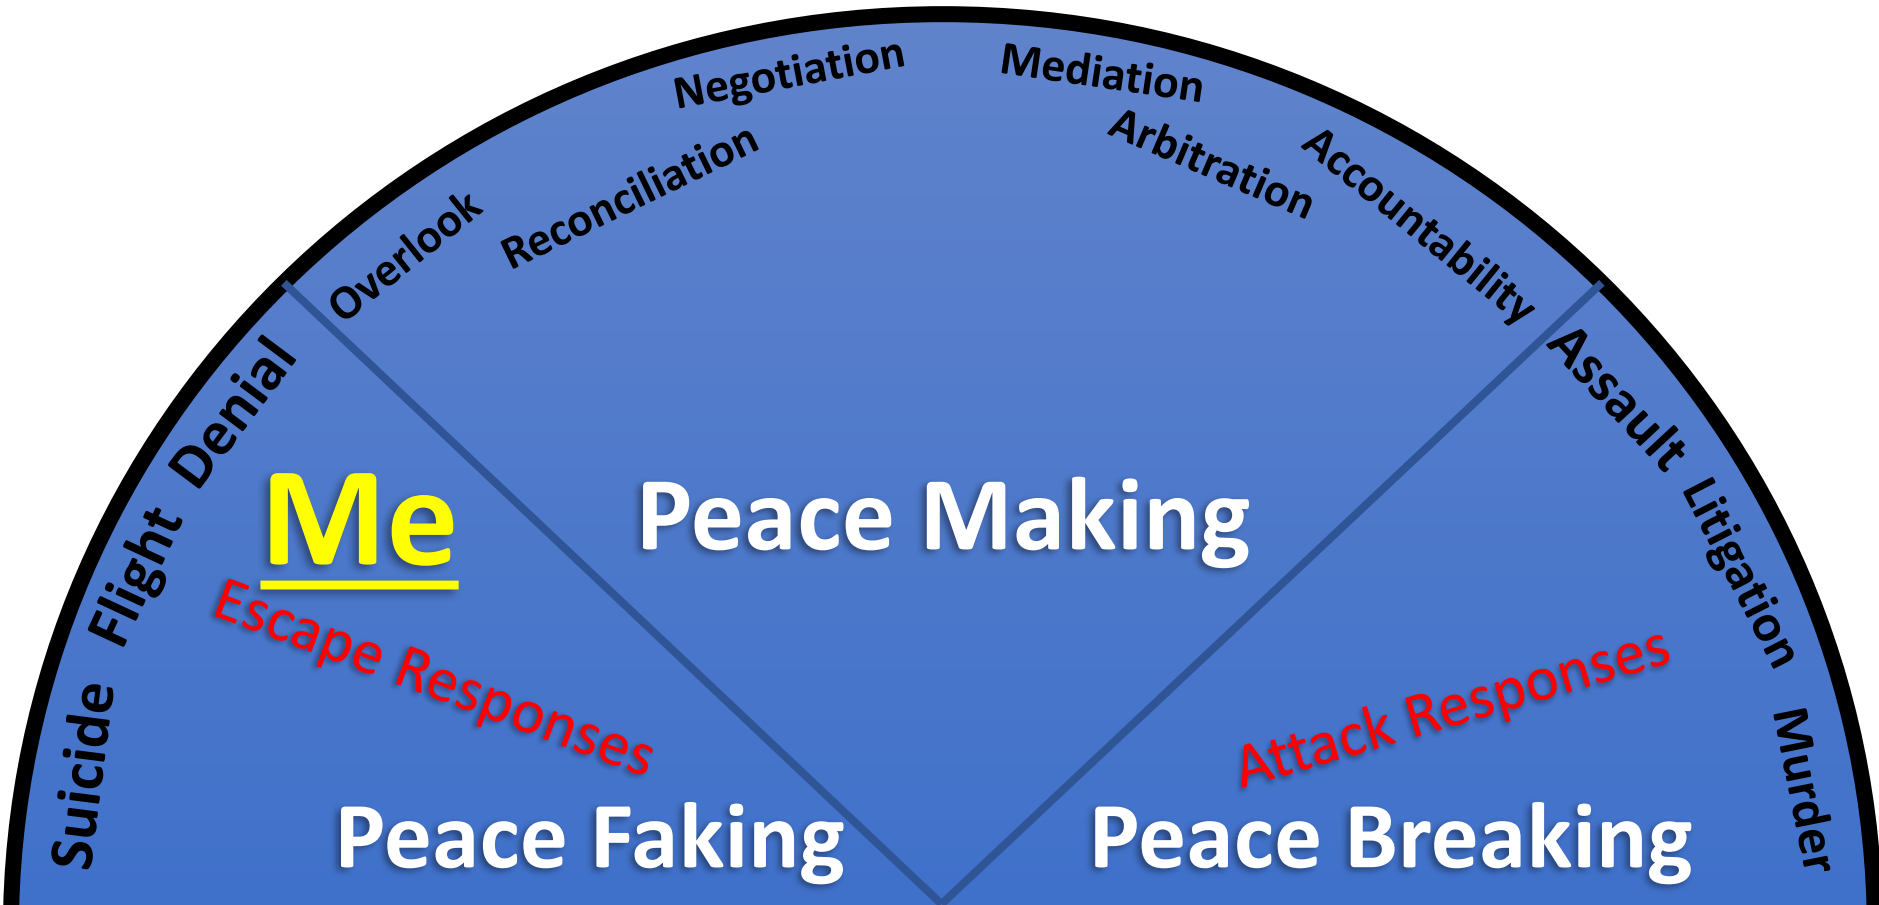 Negotiation
Mediation
Reconciliation
Arbitration
Accountability
Overlook
Denial
Assault
Flight
Litigation
Me
Peace Making
Escape Responses
Attack Responses
Suicide
Murder
Peace Faking
Peace Breaking